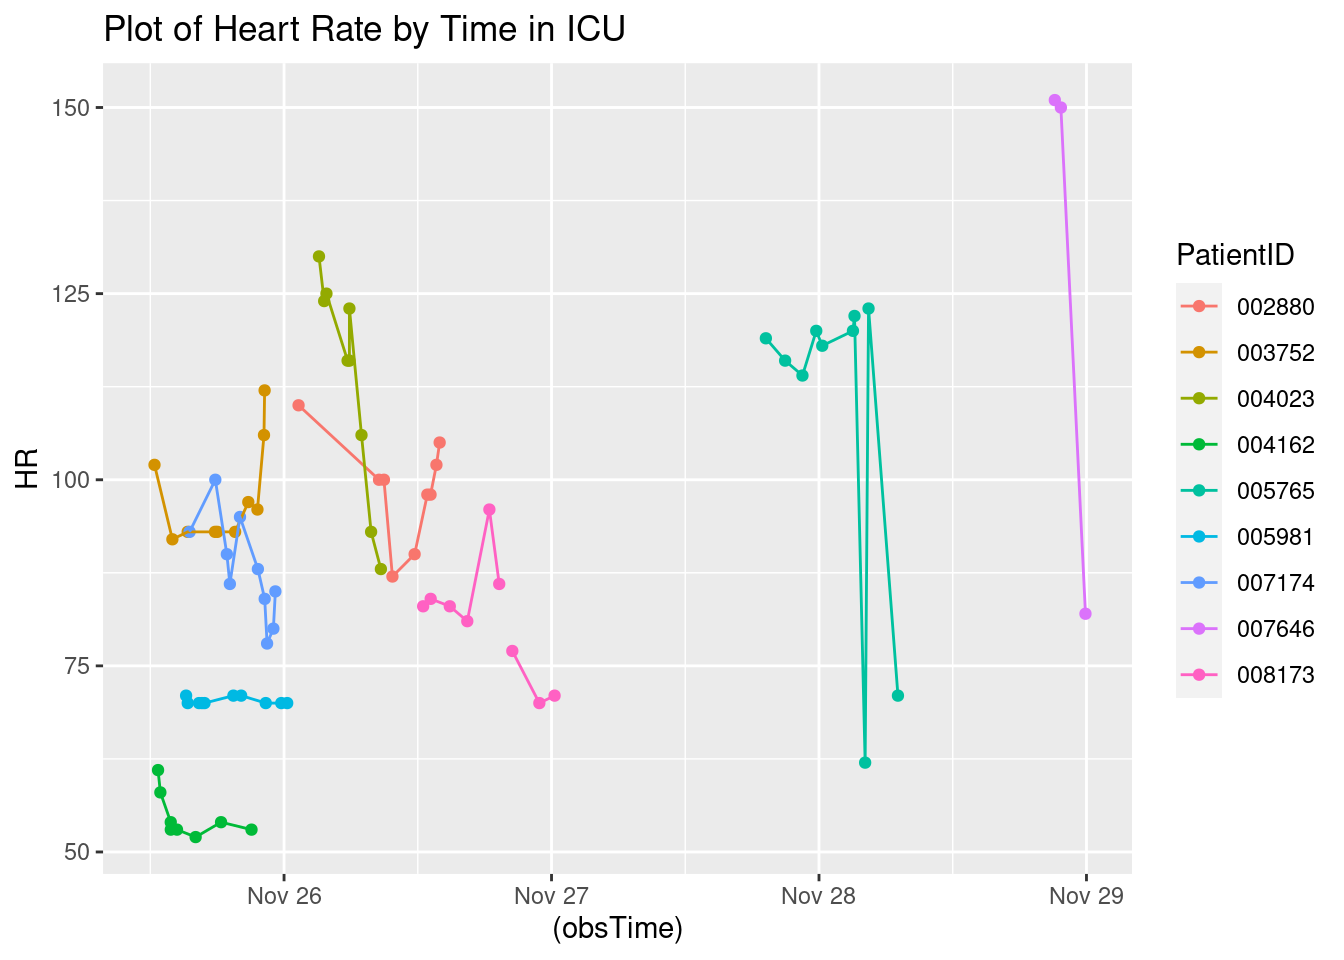 Plot of Heart Rate by Time in ICU
HR
150
125
100
75
50
Nov 26
Nov 27
Nov 28
Nov 29
(obsTime)
PatientID
002880
003752
004023
004162
005765
005981
007174
007646
008173